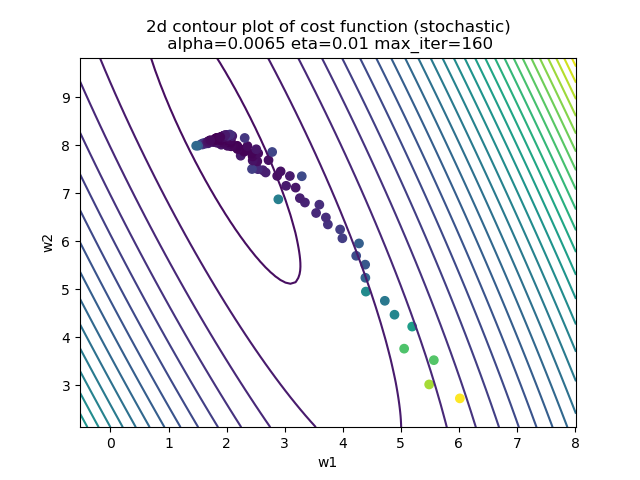 2d contour plot of cost function (stochastic)
alpha=0.0065 eta=0.01 max_iter=160
9
8
7
6
5
4
3
w2
0 1 2 3 4 5 6 7 8
w1